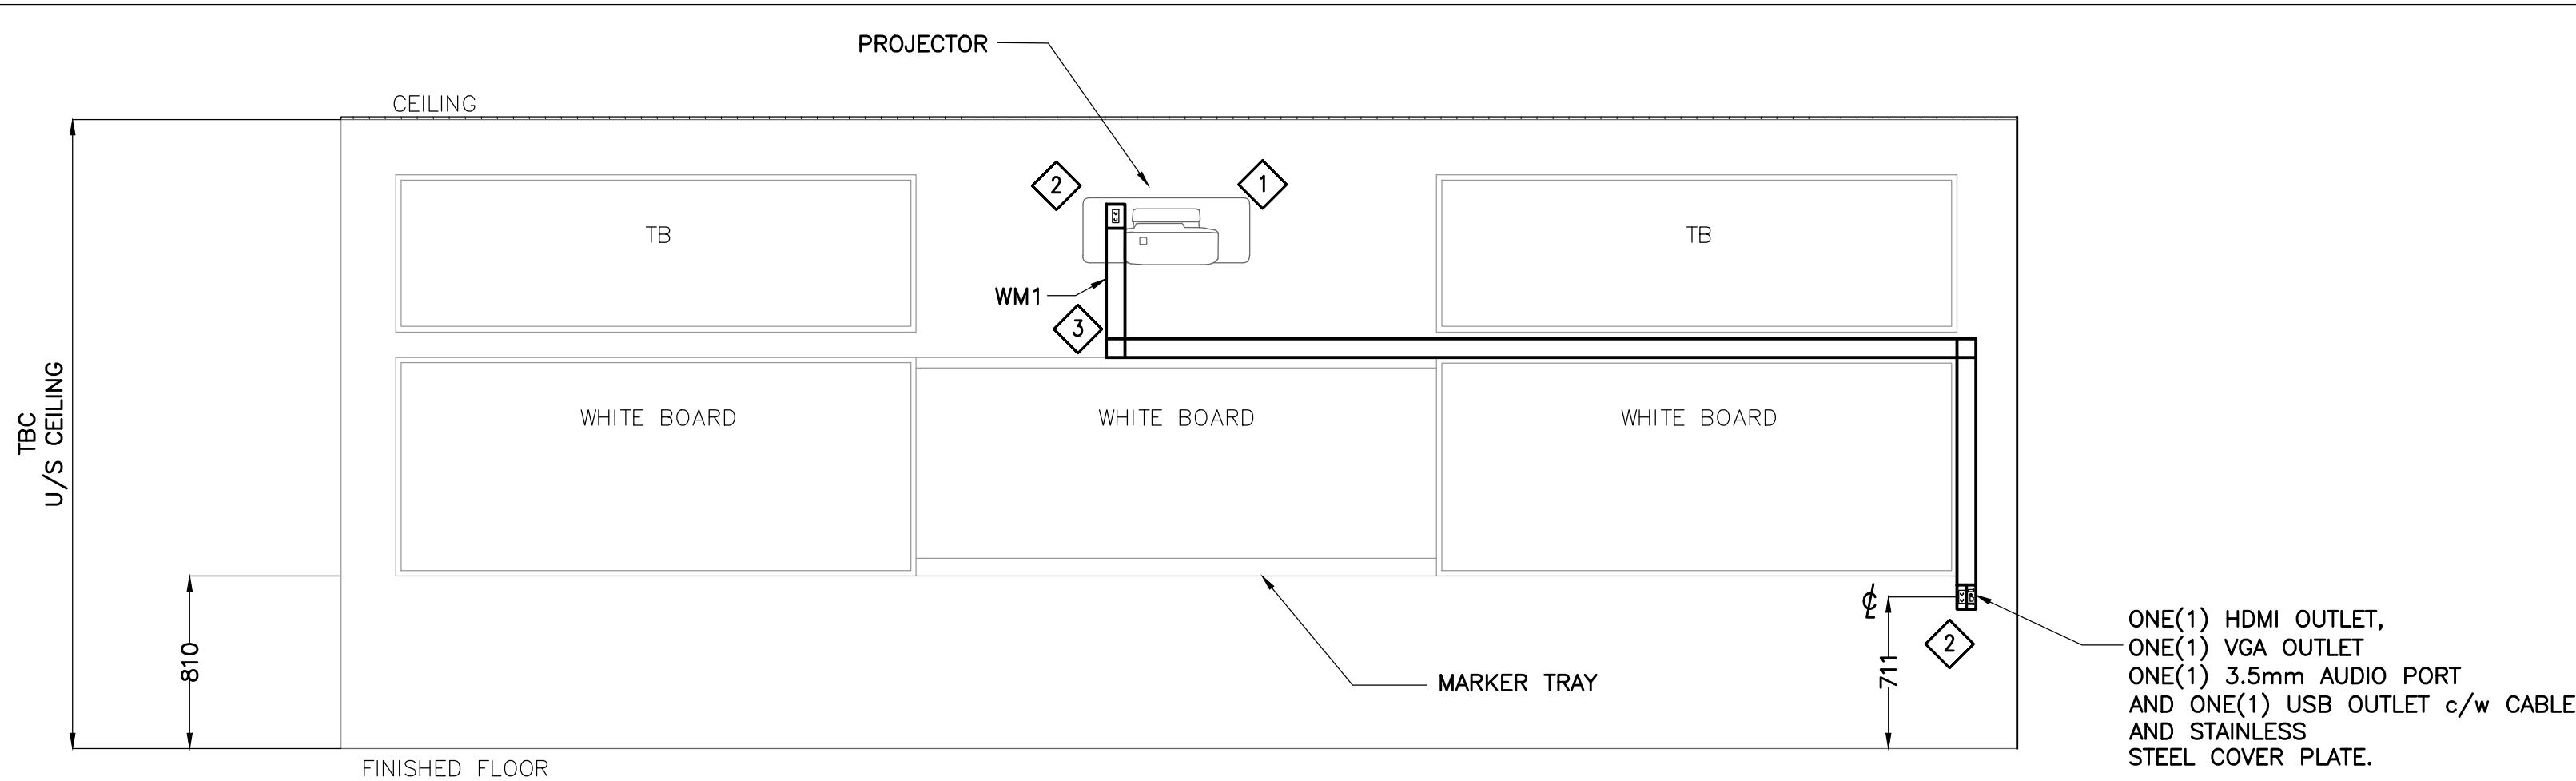 PROJECTOR
CEILING
2
1
TB
TB
WM1
3
TBC
U/S CEILING
WHITE BOARD
WHITE BOARD
WHITE BOARD
810
℄
711
2
MARKER TRAY
ONE(1) HDMI OUTLET,
ONE(1) VGA OUTLET
ONE(1) 3.5mm AUDIO PORT
AND ONE(1) USB OUTLET c/w CABLE
AND STAINLESS
STEEL COVER PLATE.
FINISHED FLOOR